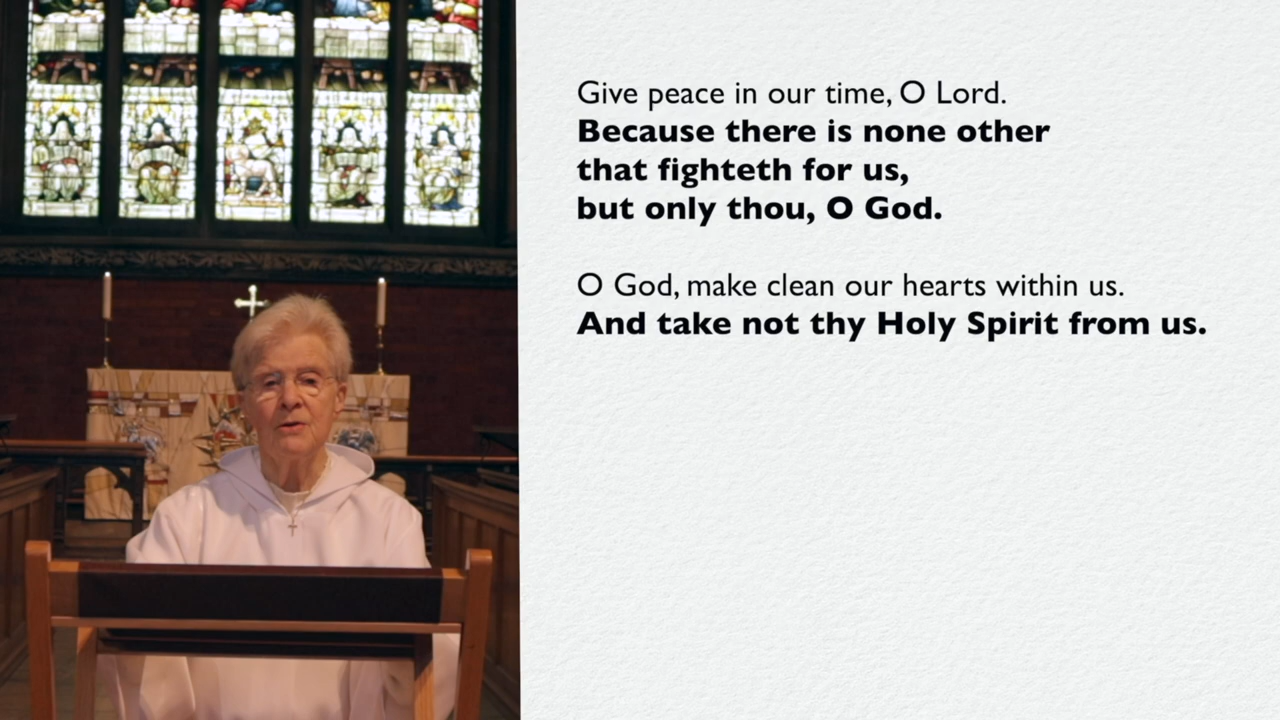 Give peace in our time, O Lord.
Because there is none other
that fighteth for us,
but only thou, O God.
O God, make clean our hearts within us.
And take not thy Holy Spirit from us.